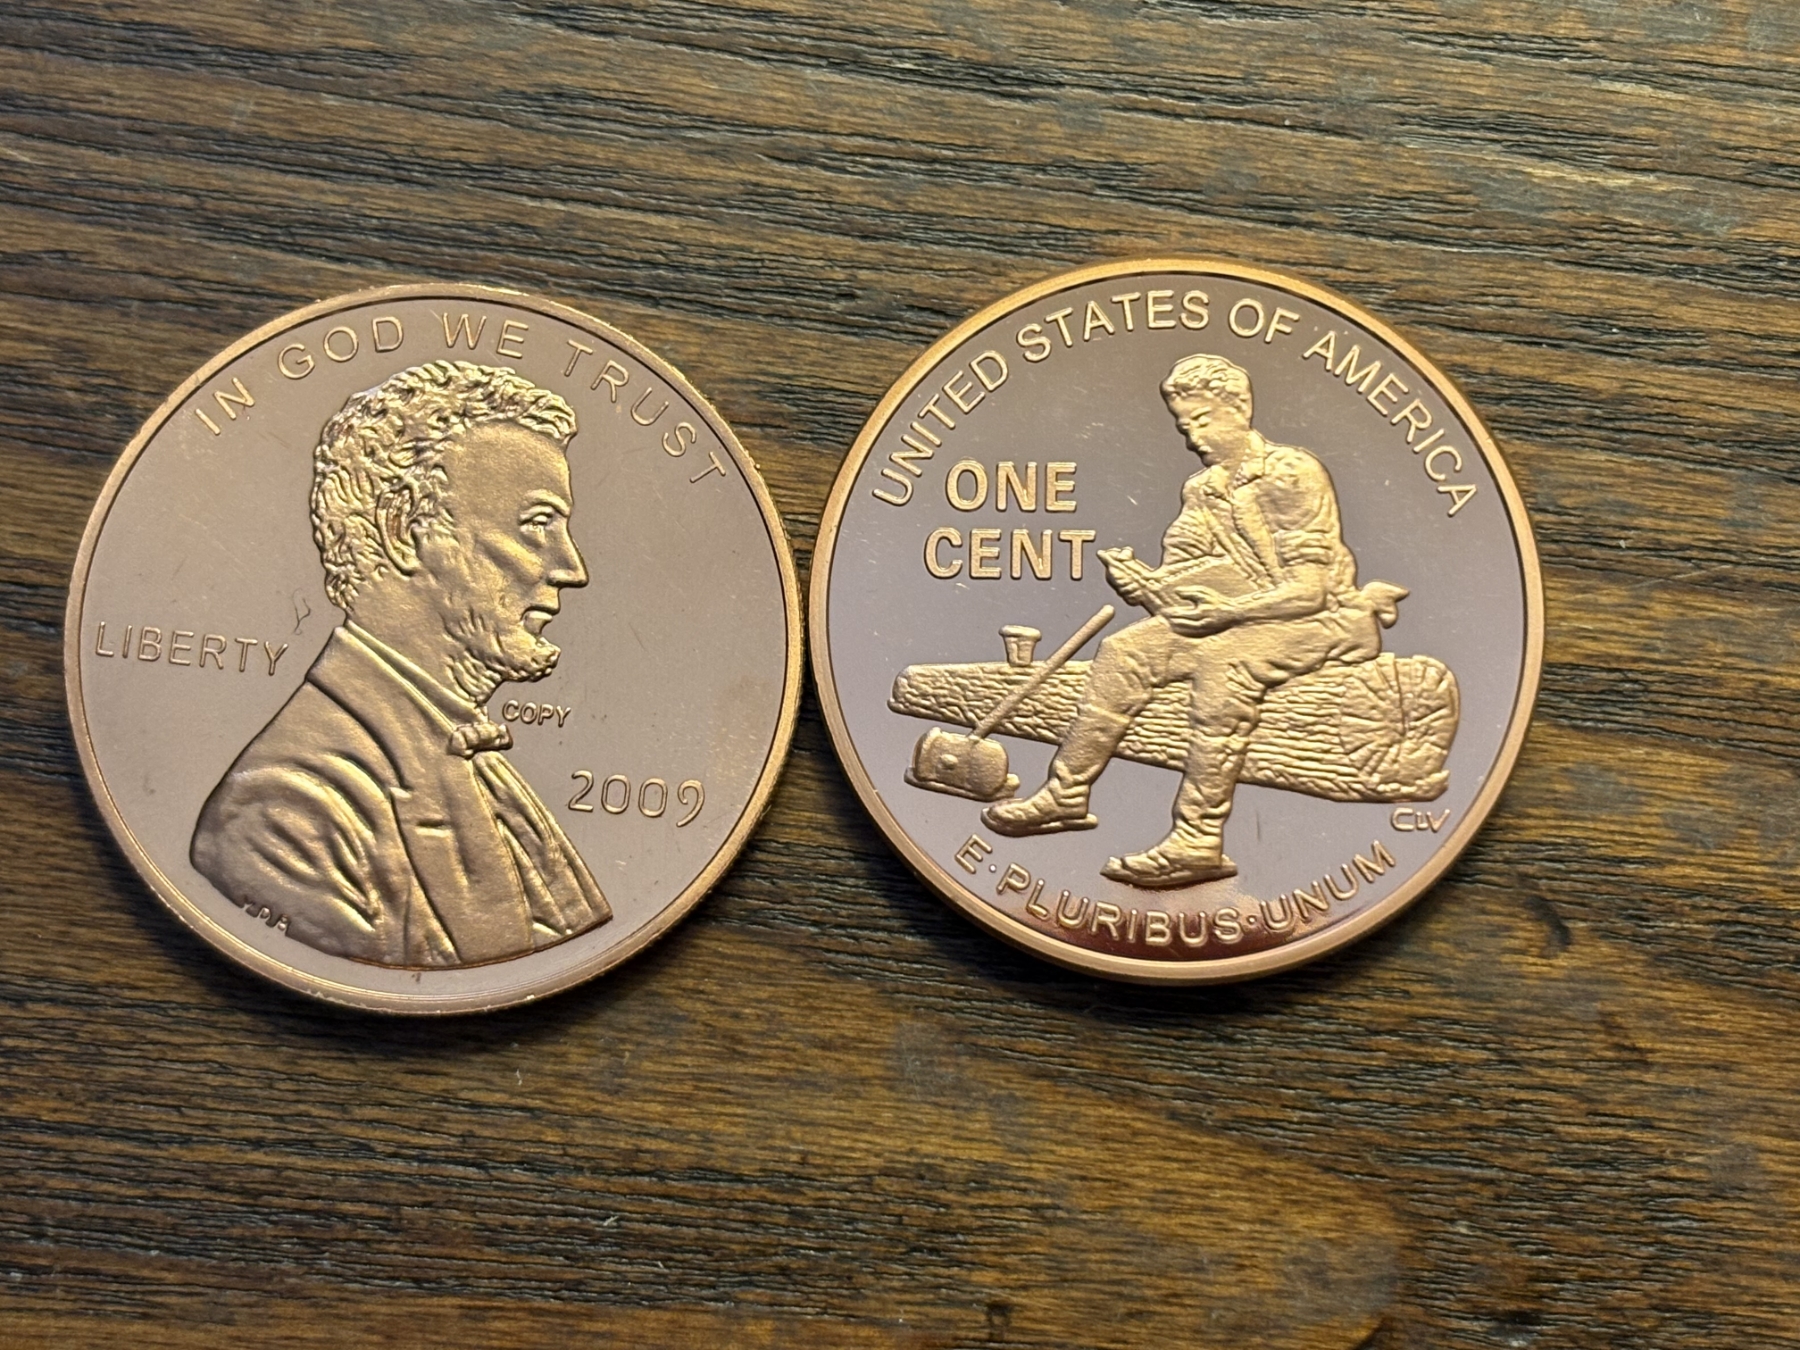 IN GOD WE TRUST
LIBERTY
COPY
2009
UNITED STATES OF AMERICA
ONE
CENT
CLV
E·PLURIBUS·UNUM